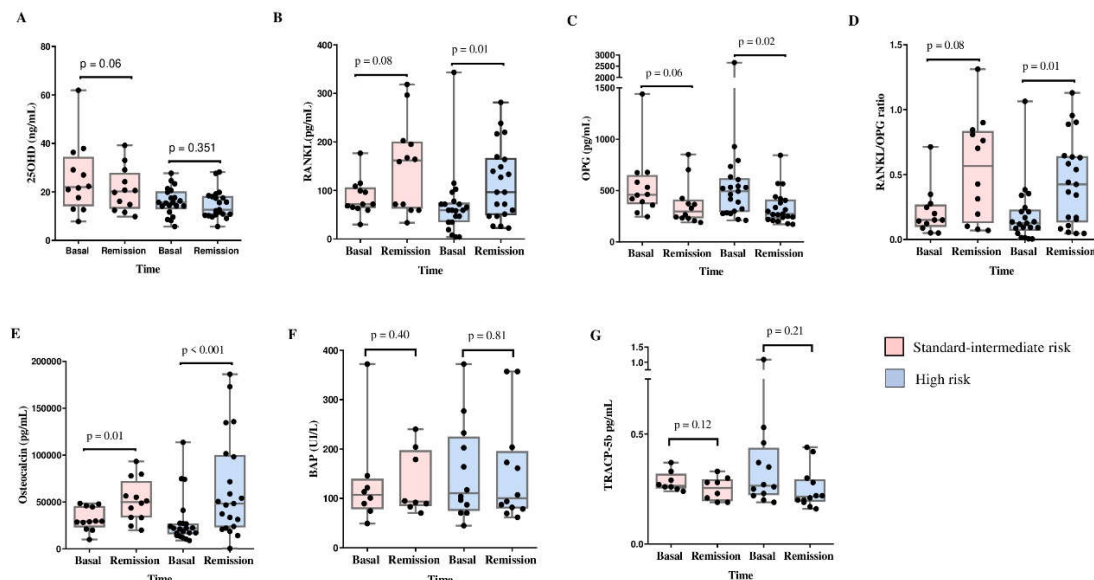 A
25OHD (ng/mL)
80
60
40
20
0
p = 0.06
p = 0.351
Basal Remission Basal Remission
Time
B
RANKL(pg/mL)
400
300
200
100
0
p = 0.08
p = 0.01
Basal Remission Basal Remission
Time
C
OPG (pg/mL)
3000
2500
2000
1500
1000
500
0
p = 0.06
p = 0.02
Basal Remission Basal Remission
Time
D
RANKL/OPG ratio
1.5
1.0
0.5
0.0
p = 0.08
p = 0.01
Basal Remission Basal Remission
Time
E
Osteocalcin (pg/mL)
200000
150000
100000
50000
0
p = 0.01
p < 0.001
Basal Remission Basal Remission
Time
F
BAP (UI/L)
400
300
200
100
0
p = 0.40
p = 0.81
Basal Remission Basal Remission
Time
G
TRACP-5b pg/mL
1.5
1.0
0.5
0.0
p = 0.12
p = 0.21
Basal Remission Basal Remission
Time
Standard-intermediate risk
High risk